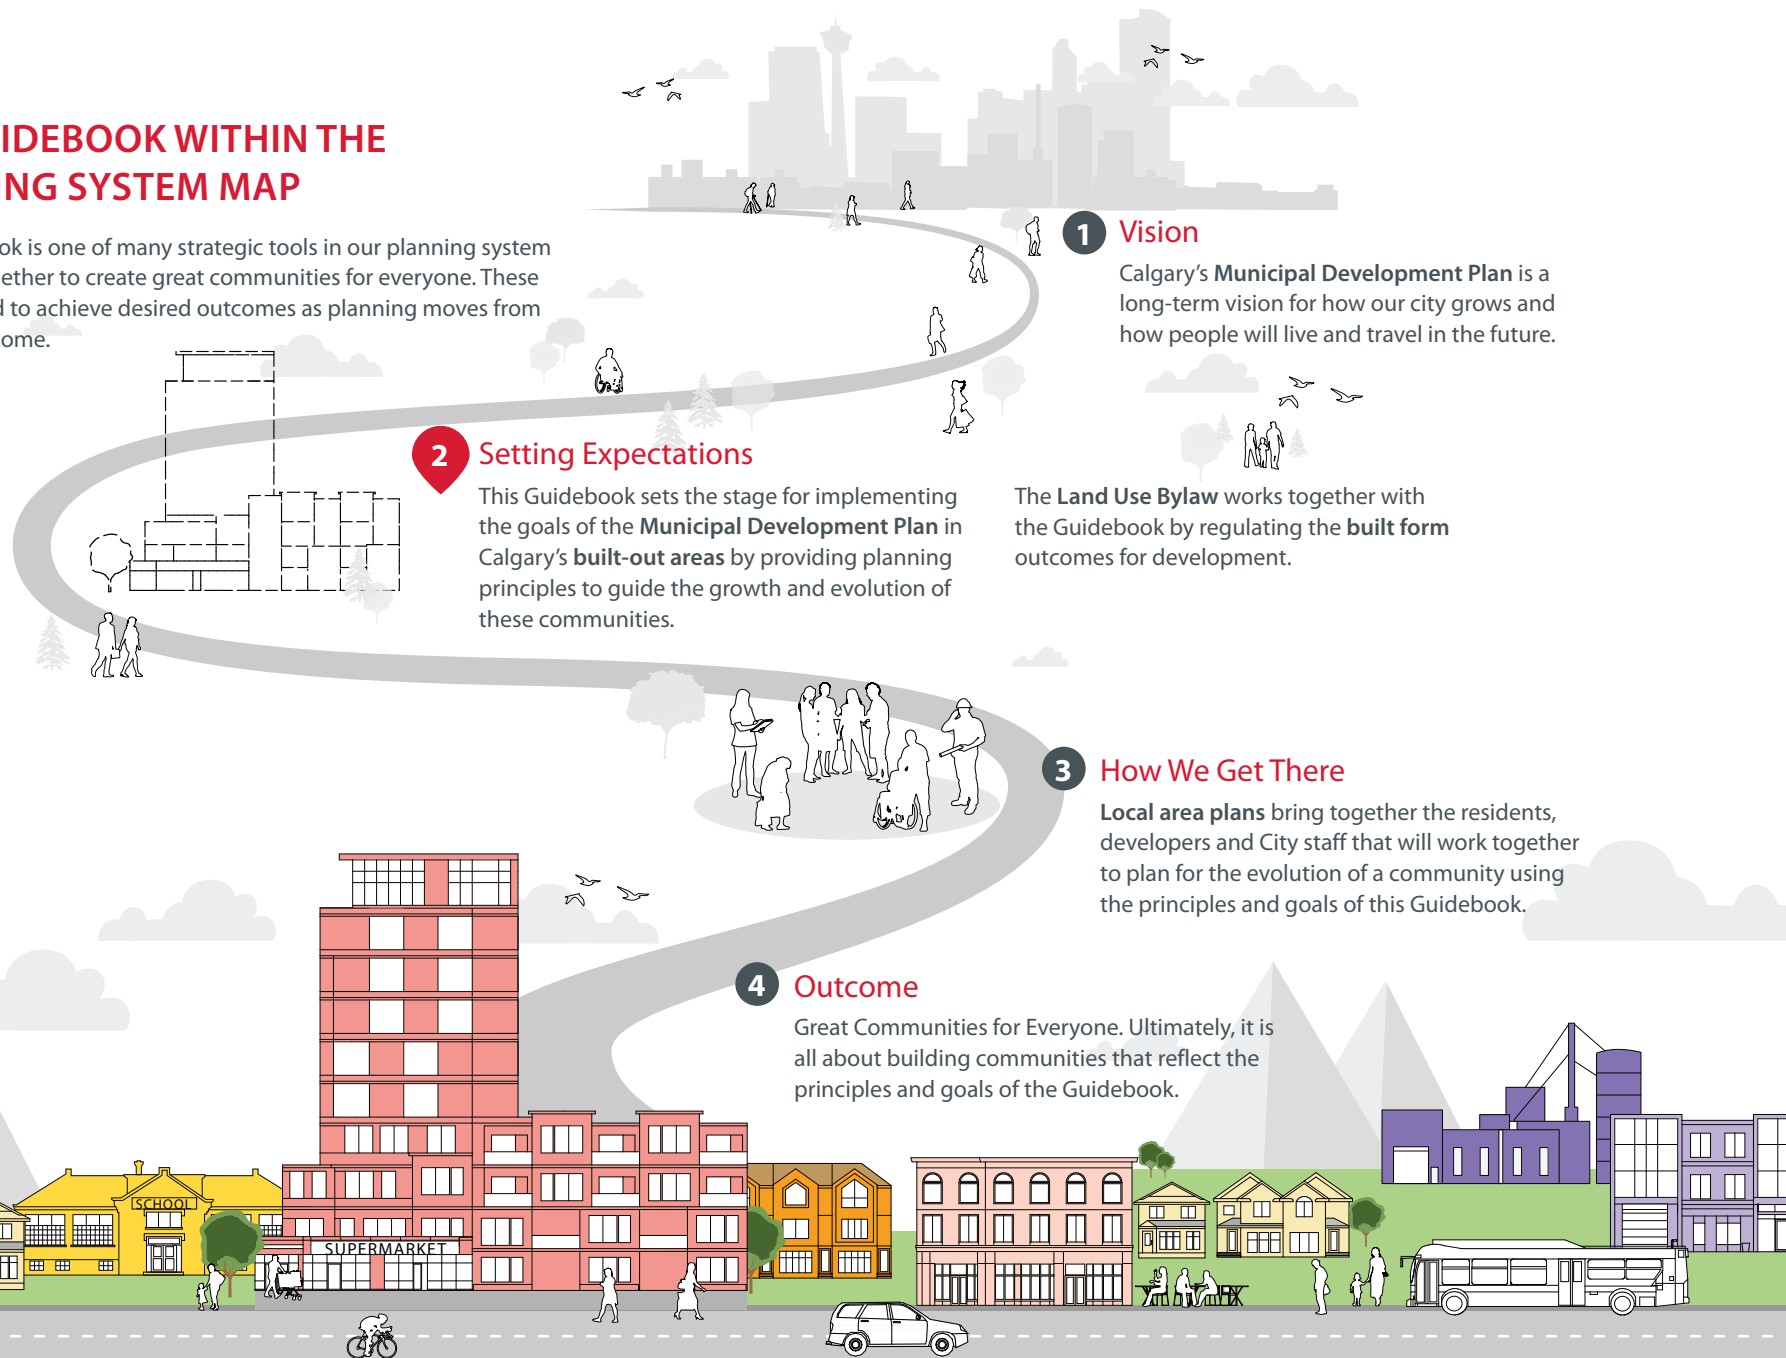 IDEBOOK WITHIN THE
ING SYSTEM MAP
ok is one of many strategic tools in our planning system
ether to create great communities for everyone. These
d to achieve desired outcomes as planning moves from
ome.
1 Vision
Calgary's Municipal Development Plan is a
long-term vision for how our city grows and
how people will live and travel in the future.
2 Setting Expectations
This Guidebook sets the stage for implementing
the goals of the Municipal Development Plan in
Calgary's built-out areas by providing planning
principles to guide the growth and evolution of
these communities.
The Land Use Bylaw works together with
the Guidebook by regulating the built form
outcomes for development.
3 How We Get There
Local area plans bring together the residents,
developers and City staff that will work together
to plan for the evolution of a community using
the principles and goals of this Guidebook.
4 Outcome
Great Communities for Everyone. Ultimately, it is
all about building communities that reflect the
principles and goals of the Guidebook.
SCHOOL
SUPERMARKET